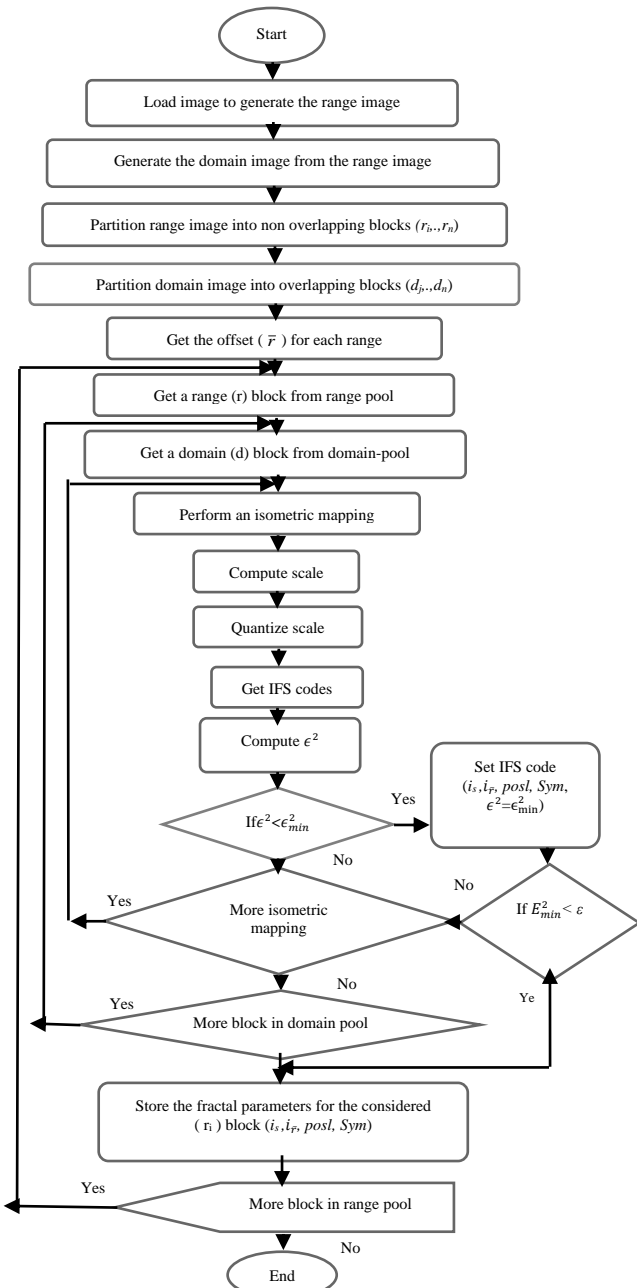 Start
Load image to generate the range image
Generate the domain image from the range image
Partition range image into non overlapping blocks (rᵢ,.,rₙ)
Partition domain image into overlapping blocks (dⱼ,.,dₙ)
Get the offset ( r̄ ) for each range
Get a range (r) block from range pool
Get a domain (d) block from domain-pool
Perform an isometric mapping
Compute scale
Quantize scale
Get IFS codes
Compute ϵ²
Set IFS code
(iₛ,i_r̄, posl, Sym,
ϵ²=ϵ²_min)
Yes
Ifϵ²<ϵ²_min
No
No
If E²_min< ε
Yes
More isometric
mapping
No
Ye
Yes
More block in domain pool
Store the fractal parameters for the considered
( rᵢ ) block (iₛ,i_r̄, posl, Sym)
Yes
More block in range pool
No
End